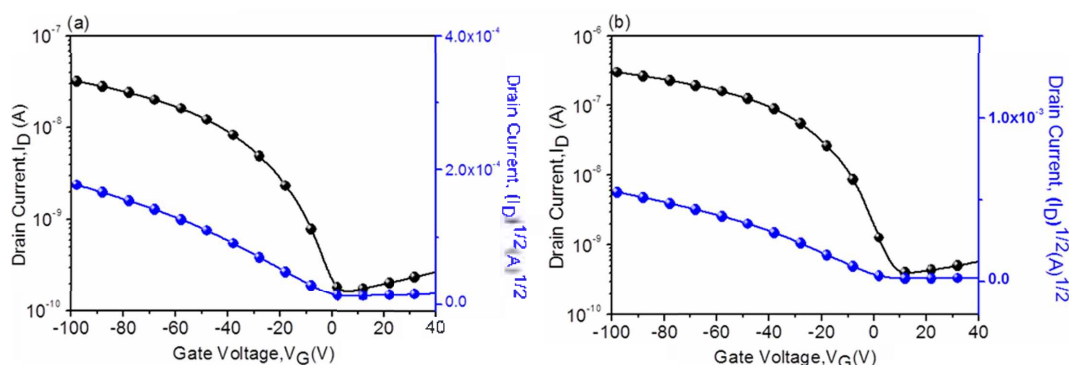 (a)
10^-7
10^-8
10^-9
10^-10
Drain Current,I_D (A)
-100 -80 -60 -40 -20 0 20 40
Gate Voltage,V_G(V)
4.0x10^-4
2.0x10^-4
0.0
Drain Current, (I_D)^1/2(A)^1/2
(b)
10^-6
10^-7
10^-8
10^-9
10^-10
Drain Current,I_D (A)
-100 -80 -60 -40 -20 0 20 40
Gate Voltage,V_G(V)
1.0x10^-3
0.0
Drain Current, (I_D)^1/2(A)^1/2